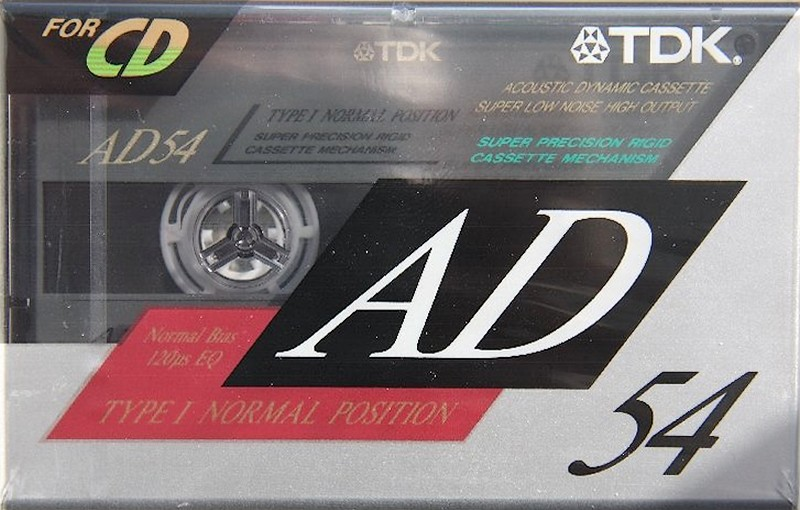 FOR
CD
TDK
TDK
ACOUSTIC DYNAMIC CASSETTE
SUPER LOW NOISE HIGH OUTPUT
TYPE I NORMAL POSITION
SUPER PRECISION RIGID
CASSETTE MECHANISM
AD54
SUPER PRECISION RIGID
CASSETTE MECHANISM
AD
Normal Bias
120µs EQ
TYPE I NORMAL POSITION
54